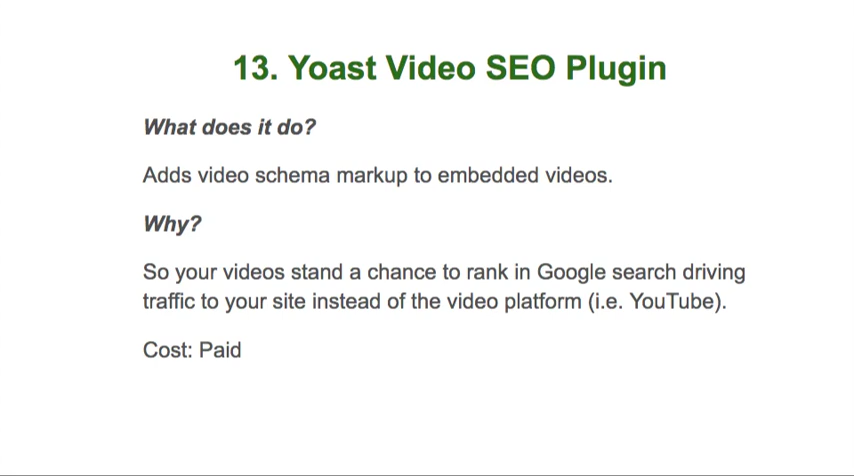 13. Yoast Video SEO Plugin
What does it do?
Adds video schema markup to embedded videos.
Why?
So your videos stand a chance to rank in Google search driving
traffic to your site instead of the video platform (i.e. YouTube).
Cost: Paid